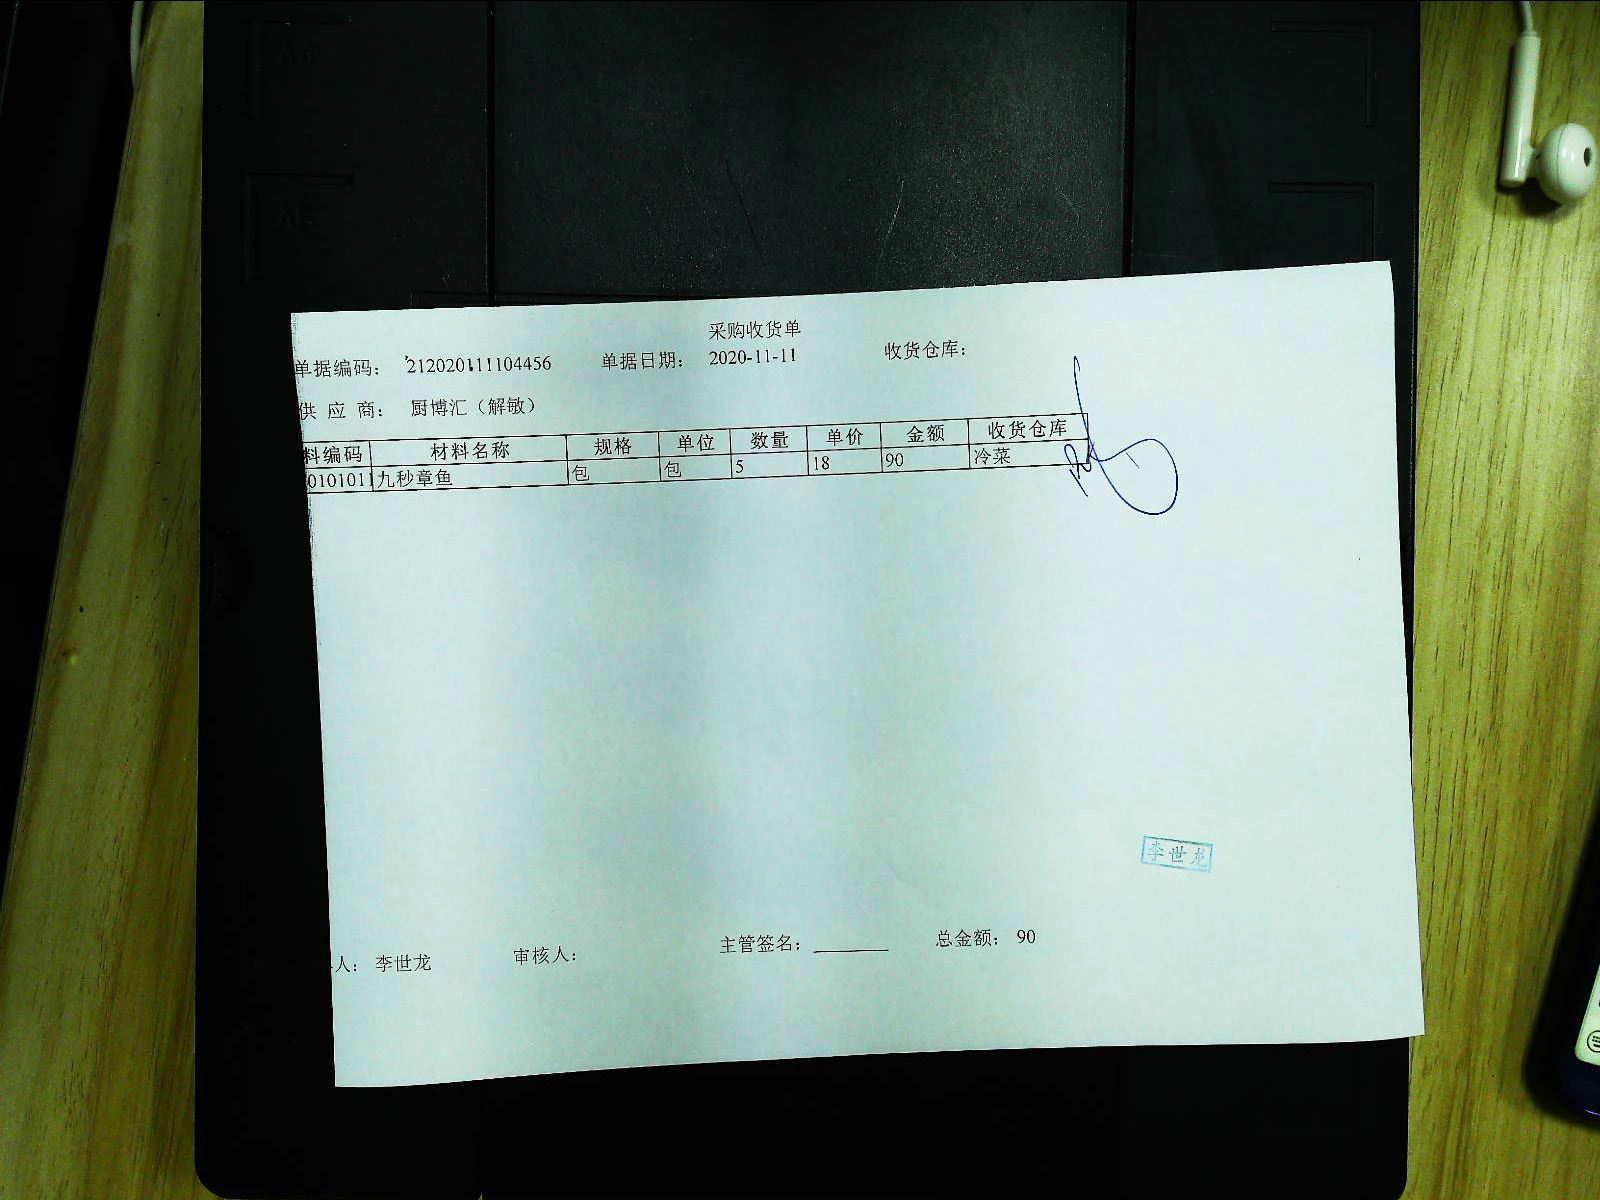 采购收货单
单据编码： 212020111104456 单据日期： 2020-11-11 收货仓库：
供 应 商： 厨博汇（解敏）
料编码 材料名称 规格 单位 数量 单价 金额 收货仓库
0101011 九秒章鱼 包 包 5 18 90 冷菜
李世龙
人： 李世龙 审核人： 主管签名： ________ 总金额： 90